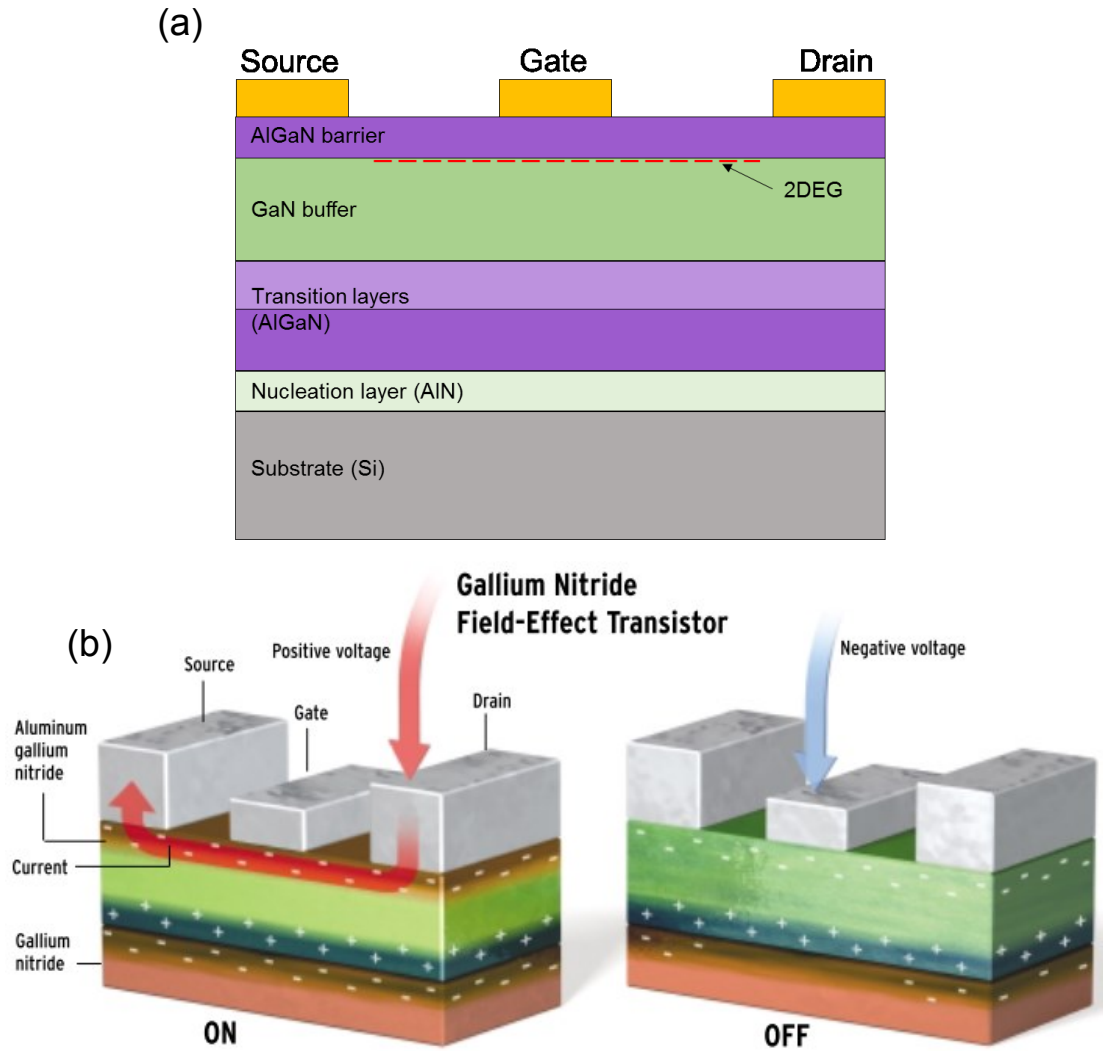 (a)
Source Gate Drain
AlGaN barrier
2DEG
GaN buffer
Transition layers
(AlGaN)
Nucleation layer (AlN)
Substrate (Si)
Gallium Nitride
Field-Effect Transistor
(b)
Positive voltage
Negative voltage
Source
Gate
Drain
Aluminum
gallium
nitride
Current
Gallium
nitride
ON
OFF